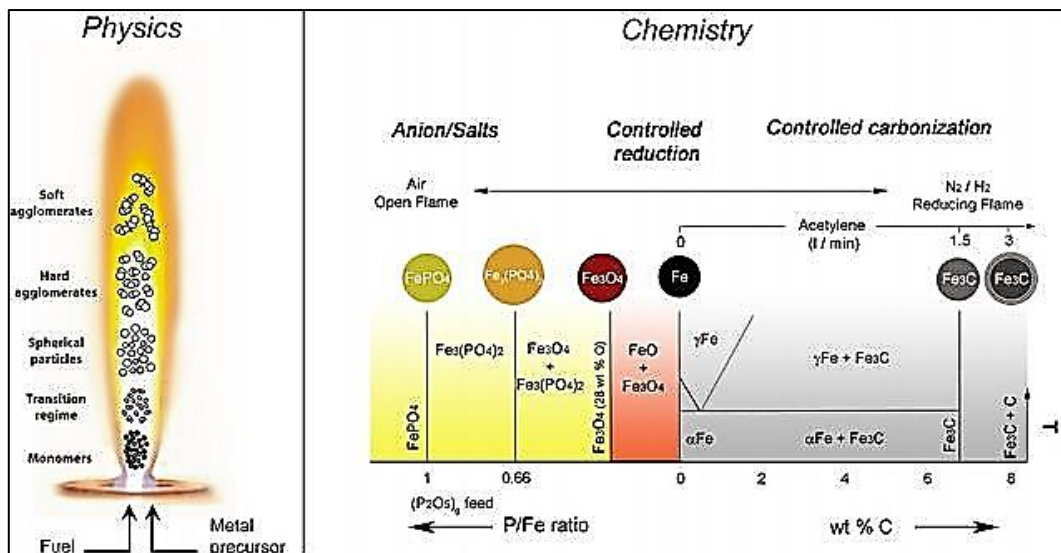 Physics
Soft
agglomerates
Hard
agglomerates
Spherical
particles
Transition
regime
Monomers
Fuel
Metal
precursor
Chemistry
Anion/Salts
Controlled
reduction
Controlled carbonization
Air
Open Flame
N2 / H2
Reducing Flame
0
Acetylene
(l / min)
1.5
3
FePO4
Fe3O4
Fe
Fe3C
Fe3C
Fe3(PO4)2
Fe3O4
+
Fe3(PO4)2
FeO
+
Fe3O4
γFe
γFe + Fe3C
FePO4
Fe3O4 (28 wt % O)
αFe
αFe + Fe3C
Fe3C
Fe3C + C
T
1
0.66
0
2
4
6
8
(P2O5)g feed
P/Fe ratio
wt % C